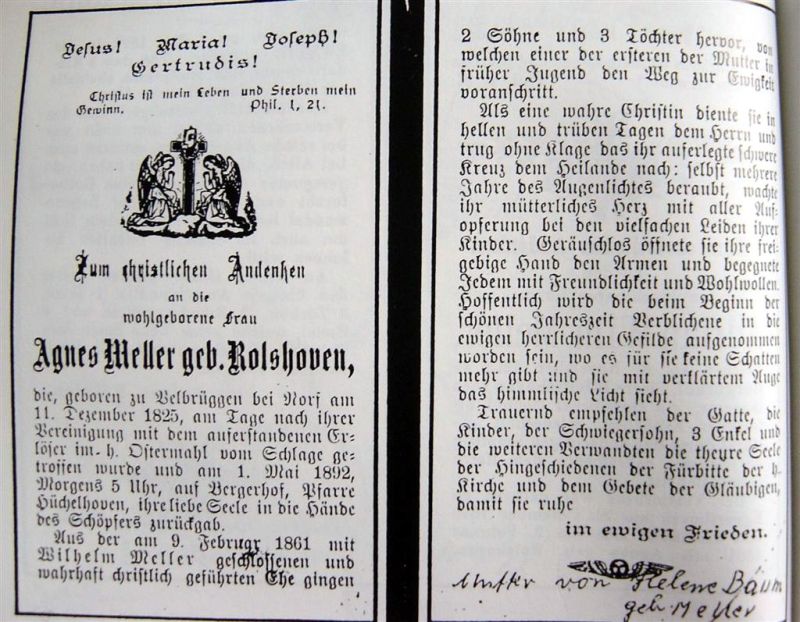 Jesus! Maria! Joseph!
Gertrudis!
Christus ist mein Leben und Sterben mein
Gewinn. Phil. 1, 21.
Zum christlichen Andenken
an die
wohlgeborene Frau
Agnes Meller geb. Rolshoven,
die, geboren zu Velbrüggen bei Norf am
11. Dezember 1825, am Tage nach ihrer
Vereinigung mit dem auferstandenen Er-
löser im h. Ostermahl vom Schlage ge-
troffen wurde und am 1. Mai 1892,
Morgens 5 Uhr, auf Bergerhof, Pfarre
Hüchelhoven, ihre liebe Seele in die Hände
des Schöpfers zurückgab.
Aus der am 9. Februar 1861 mit
Wilhelm Meller geschlossenen und
wahrhaft christlich geführten Ehe gingen
2 Söhne und 3 Töchter hervor, von
welchen einer der ersteren der Mutter in
früher Jugend den Weg zur Ewigkeit
voranschritt.
Als eine wahre Christin diente sie in
hellen und trüben Tagen dem Herrn und
trug ohne Klage das ihr auferlegte schwere
Kreuz dem Heilande nach: selbst mehrere
Jahre des Augenlichtes beraubt, wachte
ihr mütterliches Herz mit aller Auf-
opferung bei den vielfachen Leiden ihrer
Kinder. Geräuschlos öffnete sie ihre frei-
gebige Hand den Armen und begegnete
Jedem mit Freundlichkeit und Wohlwollen.
Hoffentlich wird die beim Beginn der
schönen Jahreszeit Verblichene in die
ewigen herrlicheren Gefilde aufgenommen
worden sein, wo es für sie keine Schatten
mehr gibt und sie mit verklärtem Auge
das himmlische Licht sieht.
Trauernd empfehlen der Gatte, die
Kinder, der Schwiegersohn, 3 Enkel und
die weiteren Verwandten die theure Seele
der Hingeschiedenen der Fürbitte der h.
Kirche und dem Gebete der Gläubigen,
damit sie ruhe
im ewigen Frieden.
Mutter von Helene Bäum
geb. Meller